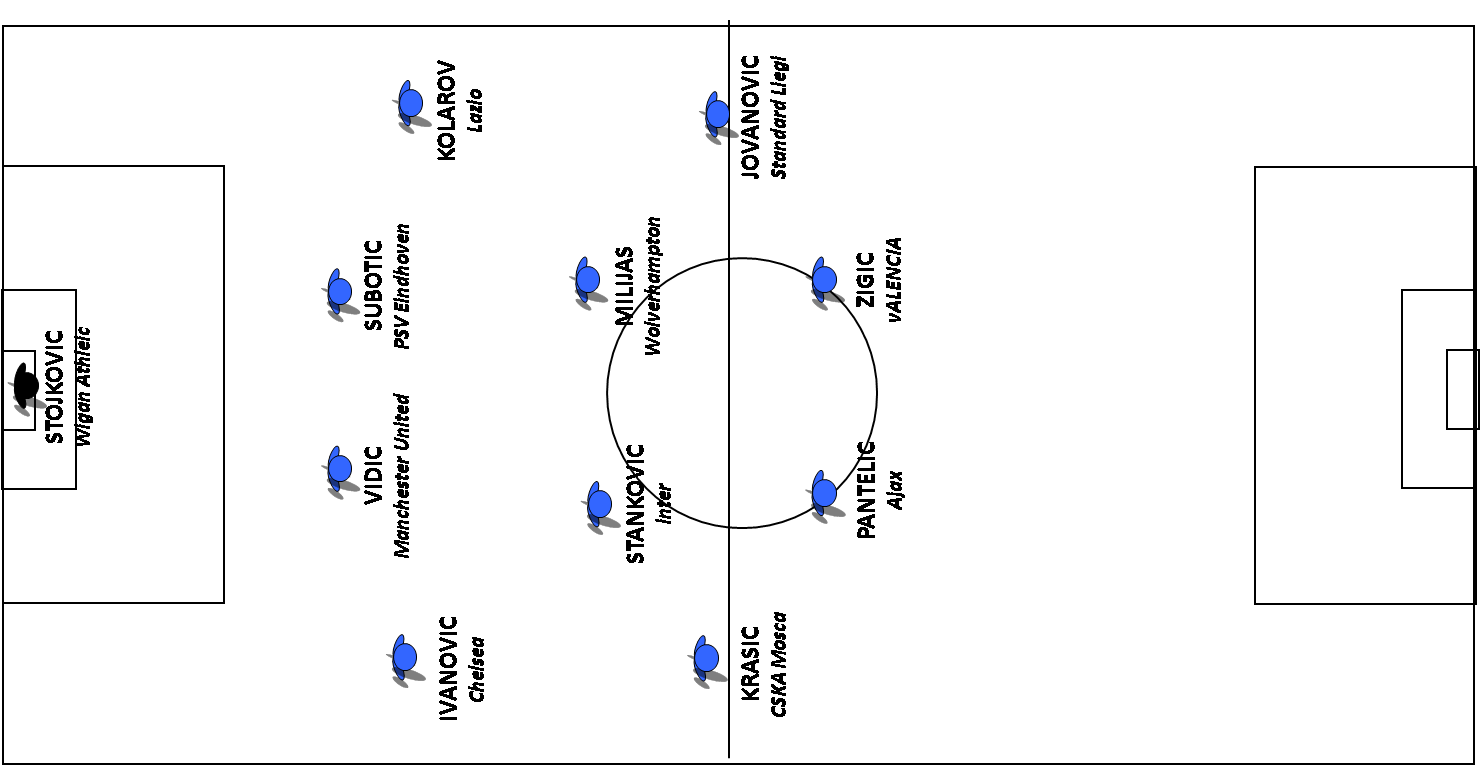 STOJKOVIC
Wigan Athleic
KOLAROV
Lazio
SUBOTIC
PSV Eindhoven
VIDIC
Manchester United
IVANOVIC
Chelsea
MILIJAS
Wolverhampton
STANKOVIC
Inter
JOVANOVIC
Standard Liegi
KRASIC
CSKA Mosca
ZIGIC
vALENCIA
PANTELIC
Ajax